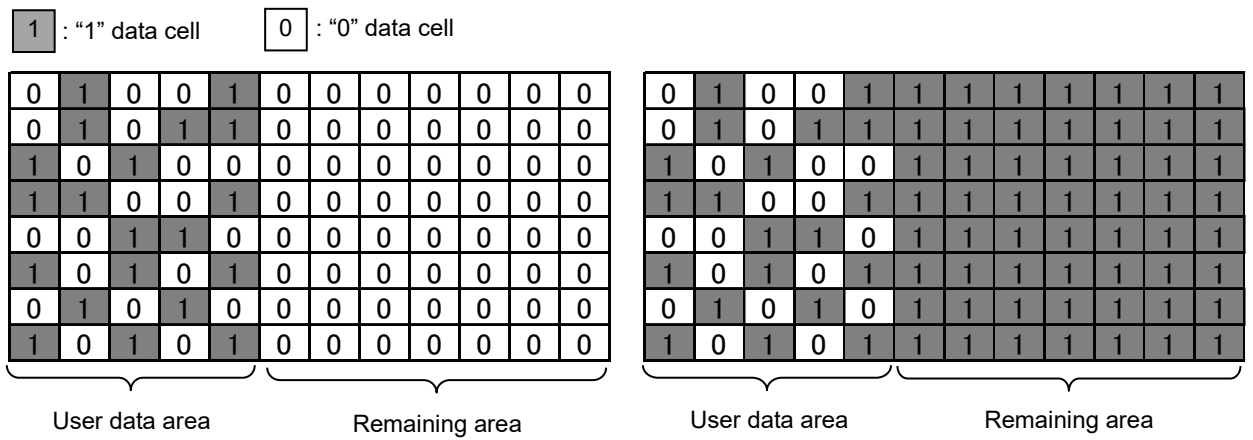 1 : “1” data cell 0 : “0” data cell
0 1 0 0 1 0 0 0 0 0 0 0 0 1 0 0 1 1 1 1 1 1 1 1
0 1 0 1 1 0 0 0 0 0 0 0 0 1 0 1 1 1 1 1 1 1 1 1
1 0 1 0 0 0 0 0 0 0 0 0 1 0 1 0 0 1 1 1 1 1 1 1
1 1 0 0 1 0 0 0 0 0 0 0 1 1 0 0 1 1 1 1 1 1 1 1
0 0 1 1 0 0 0 0 0 0 0 0 0 0 1 1 0 1 1 1 1 1 1 1
1 0 1 0 1 0 0 0 0 0 0 0 1 0 1 0 1 1 1 1 1 1 1 1
0 1 0 1 0 0 0 0 0 0 0 0 0 1 0 1 0 1 1 1 1 1 1 1
1 0 1 0 1 0 0 0 0 0 0 0 1 0 1 0 1 1 1 1 1 1 1 1
User data area Remaining area User data area Remaining area